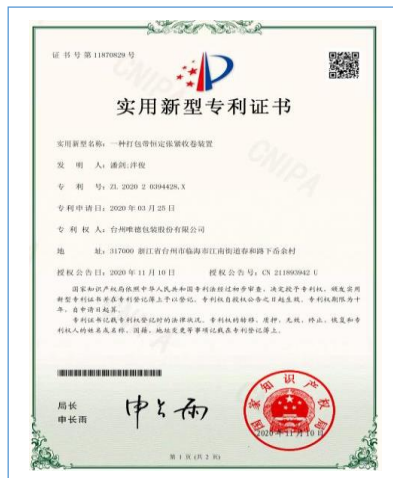 证书号第11870829号
实用新型专利证书
实用新型名称：一种打包带恒定张紧收卷装置
发 明 人：潘剑;洋俊
专 利 号：ZL 2020 2 0394428.X
专利申请日：2020年03月25日
专 利 权 人：台州唯德包装股份有限公司
地 址：317000 浙江省台州市临海市江南街道春和路下岙余村
授权公告日：2020年11月10日 授权公告号：CN 211893942 U
国家知识产权局依照中华人民共和国专利法经过初步审查，决定授予专利权，颁发实用
新型专利证书并在专利登记簿上予以登记。专利权自授权公告之日起生效。专利权期限为十
年，自申请日起算。
专利证书记载专利权登记时的法律状况。专利权的转移、质押、无效、终止、恢复和专
利权人的姓名或名称、国籍、地址变更等事项记载在专利登记簿上。
局长
申长雨
申长雨
国家知识产权局
2020年11月10日
第 1 页 (共 2 页)
CNIPA
CNIPA